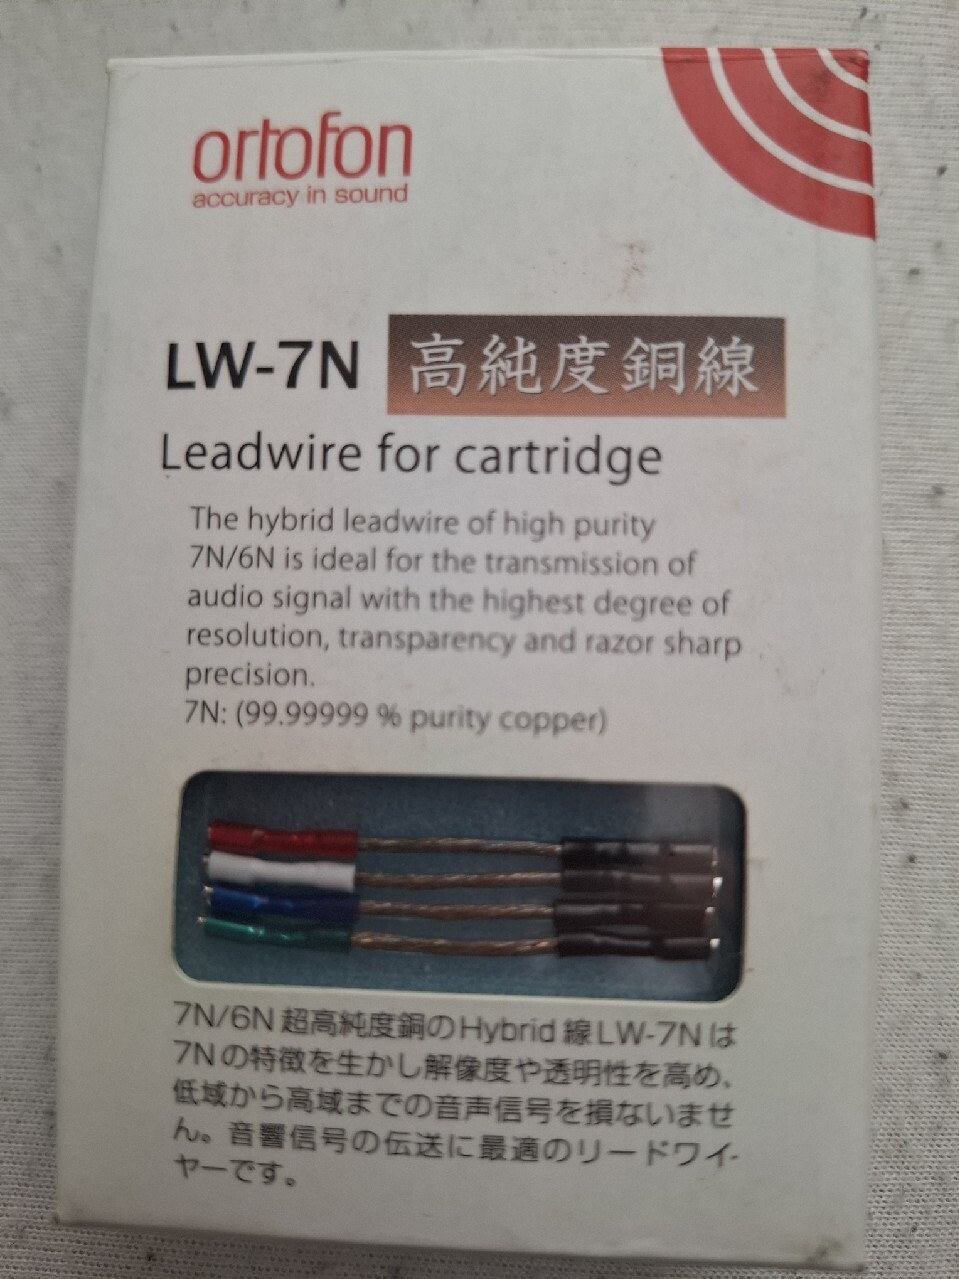 ortofon
accuracy in sound
LW-7N 高純度銅線
Leadwire for cartridge
The hybrid leadwire of high purity
7N/6N is ideal for the transmission of
audio signal with the highest degree of
resolution, transparency and razor sharp
precision.
7N: (99.99999 % purity copper)
7N/6N 超高純度銅のHybrid 線LW-7Nは
7Nの特徴を生かし解像度や透明性を高め、
低域から高域までの音声信号を損ないませ
ん。音響信号の伝送に最適のリードワイ
ヤーです。